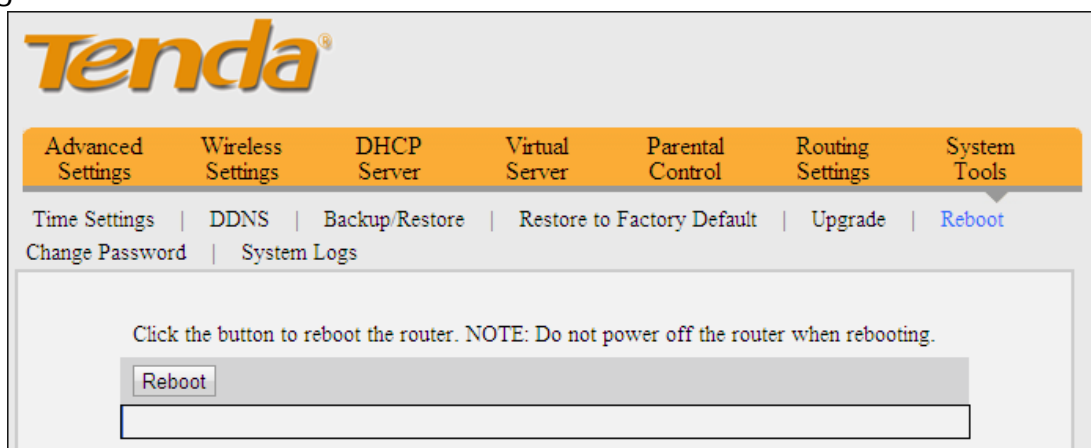 Tenda®
Advanced Settings Wireless Settings DHCP Server Virtual Server Parental Control Routing Settings System Tools
Time Settings | DDNS | Backup/Restore | Restore to Factory Default | Upgrade | Reboot
Change Password | System Logs
Click the button to reboot the router. NOTE: Do not power off the router when rebooting.
Reboot